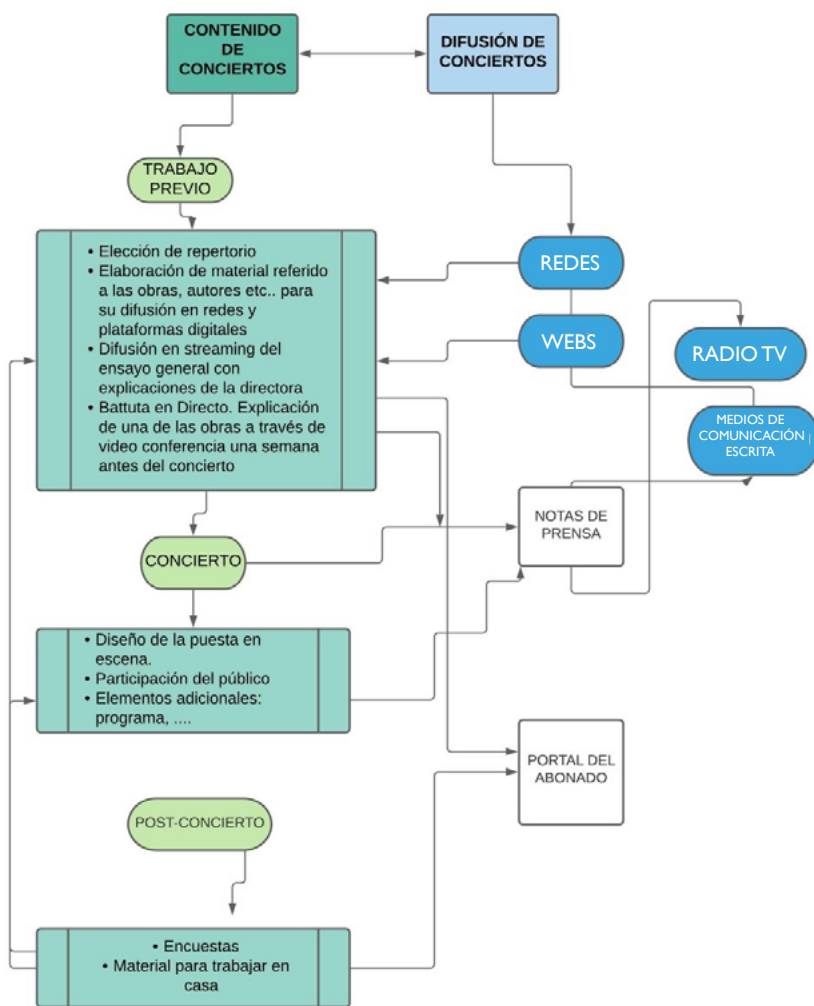 CONTENIDO
DE
CONCIERTOS
DIFUSIÓN DE
CONCIERTOS
TRABAJO
PREVIO
• Elección de repertorio
• Elaboración de material referido
a las obras, autores etc.. para
su difusión en redes y
plataformas digitales
• Difusión en streaming del
ensayo general con
explicaciones de la directora
• Battuta en Directo. Explicación
de una de las obras a través de
video conferencia una semana
antes del concierto
REDES
WEBS
RADIO TV
MEDIOS DE
COMUNICACIÓN
ESCRITA
NOTAS DE
PRENSA
CONCIERTO
• Diseño de la puesta en
escena.
• Participación del público
• Elementos adicionales:
programa, ....
PORTAL DEL
ABONADO
POST-CONCIERTO
• Encuestas
• Material para trabajar en
casa